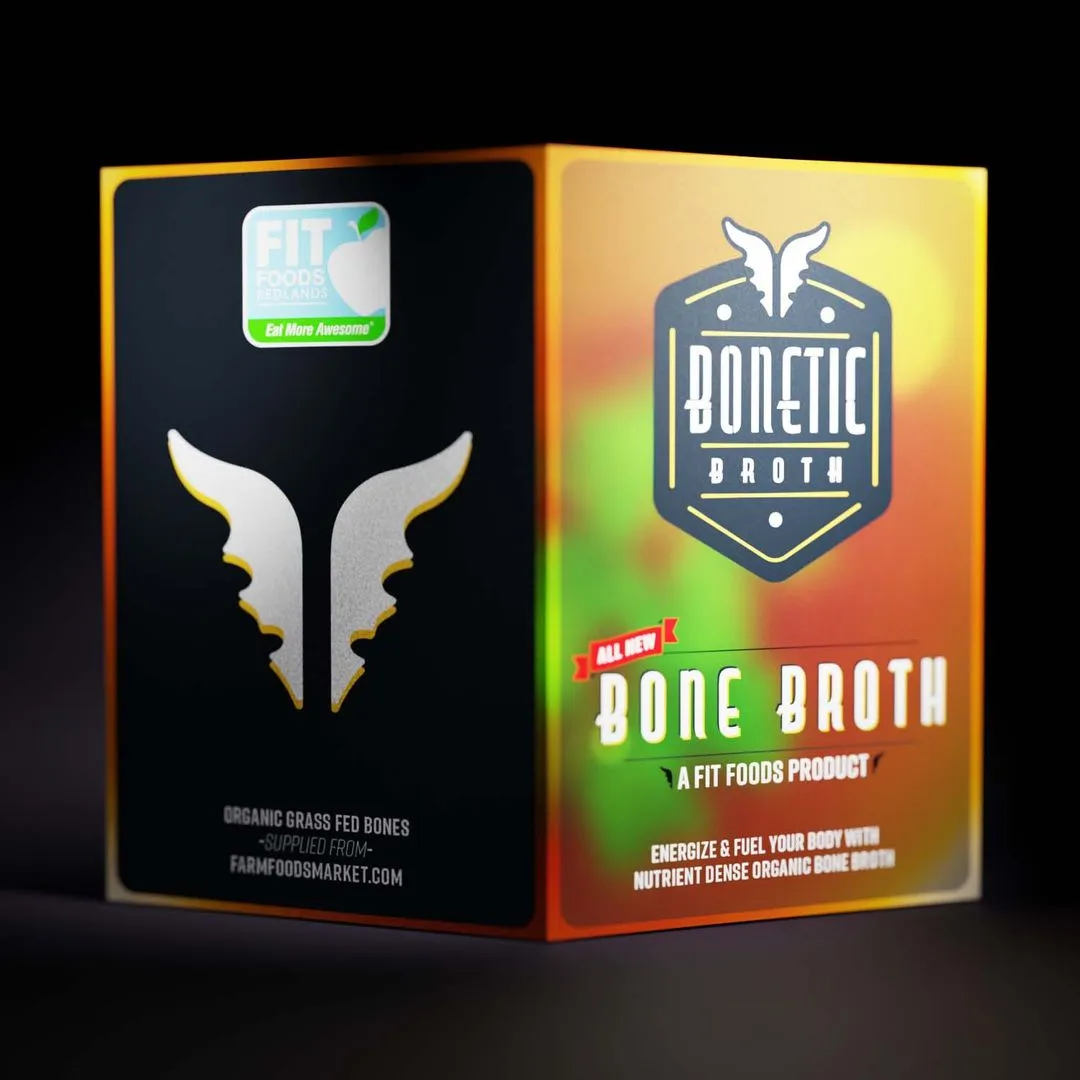 FIT
FOODS
REDLANDS
Eat More Awesome
ORGANIC GRASS FED BONES
-SUPPLIED FROM-
FARMFOODSMARKET.COM
BONETIC
BROTH
ALL NEW
BONE BROTH
A FIT FOODS PRODUCT
ENERGIZE & FUEL YOUR BODY WITH
NUTRIENT DENSE ORGANIC BONE BROTH